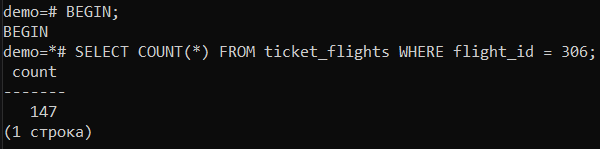 demo=# BEGIN;
BEGIN
demo=*# SELECT COUNT(*) FROM ticket_flights WHERE flight_id = 306;
 count
-------
   147
(1 строка)